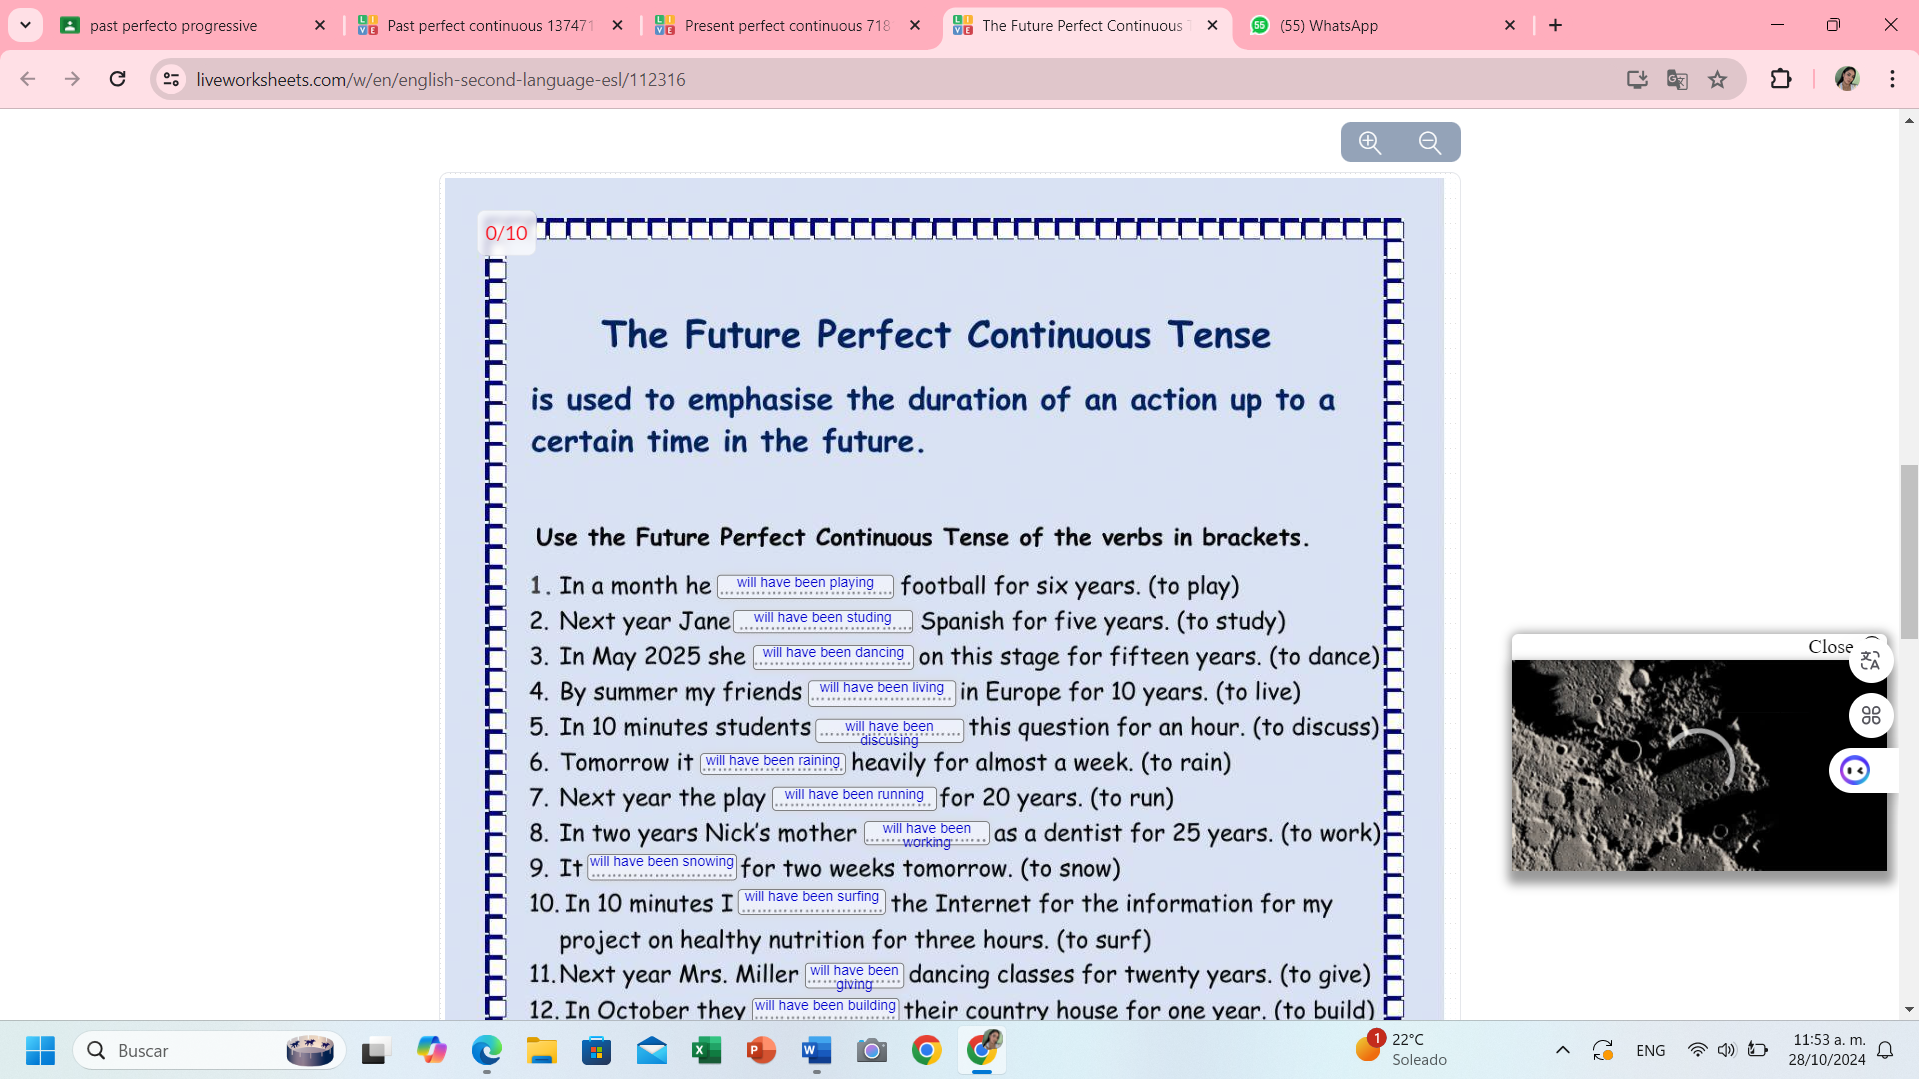 past perfecto progressive
Past perfect continuous 137471
Present perfect continuous 718
The Future Perfect Continuous T
(55) WhatsApp
liveworksheets.com/w/en/english-second-language-esl/112316
0/10
The Future Perfect Continuous Tense
is used to emphasise the duration of an action up to a
certain time in the future.
Use the Future Perfect Continuous Tense of the verbs in brackets.
1. In a month he will have been playing football for six years. (to play)
2. Next year Jane will have been studing Spanish for five years. (to study)
3. In May 2025 she will have been dancing on this stage for fifteen years. (to dance)
4. By summer my friends will have been living in Europe for 10 years. (to live)
5. In 10 minutes students will have been discusing this question for an hour. (to discuss)
6. Tomorrow it will have been raining heavily for almost a week. (to rain)
7. Next year the play will have been running for 20 years. (to run)
8. In two years Nick's mother will have been working as a dentist for 25 years. (to work)
9. It will have been snowing for two weeks tomorrow. (to snow)
10. In 10 minutes I will have been surfing the Internet for the information for my
project on healthy nutrition for three hours. (to surf)
11. Next year Mrs. Miller will have been giving dancing classes for twenty years. (to give)
12. In October they will have been building their country house for one year. (to build)
Close
Buscar
1
22°C
Soleado
ENG
11:53 a. m.
28/10/2024